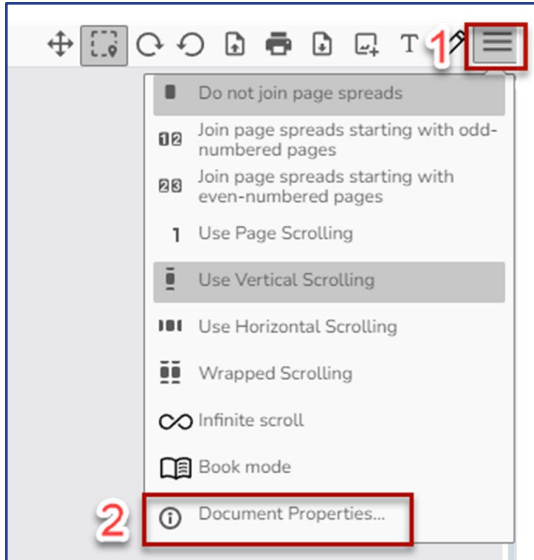 T 1
Do not join page spreads
Join page spreads starting with odd-
numbered pages
Join page spreads starting with
even-numbered pages
1 Use Page Scrolling
Use Vertical Scrolling
Use Horizontal Scrolling
Wrapped Scrolling
Infinite scroll
Book mode
2 Document Properties...